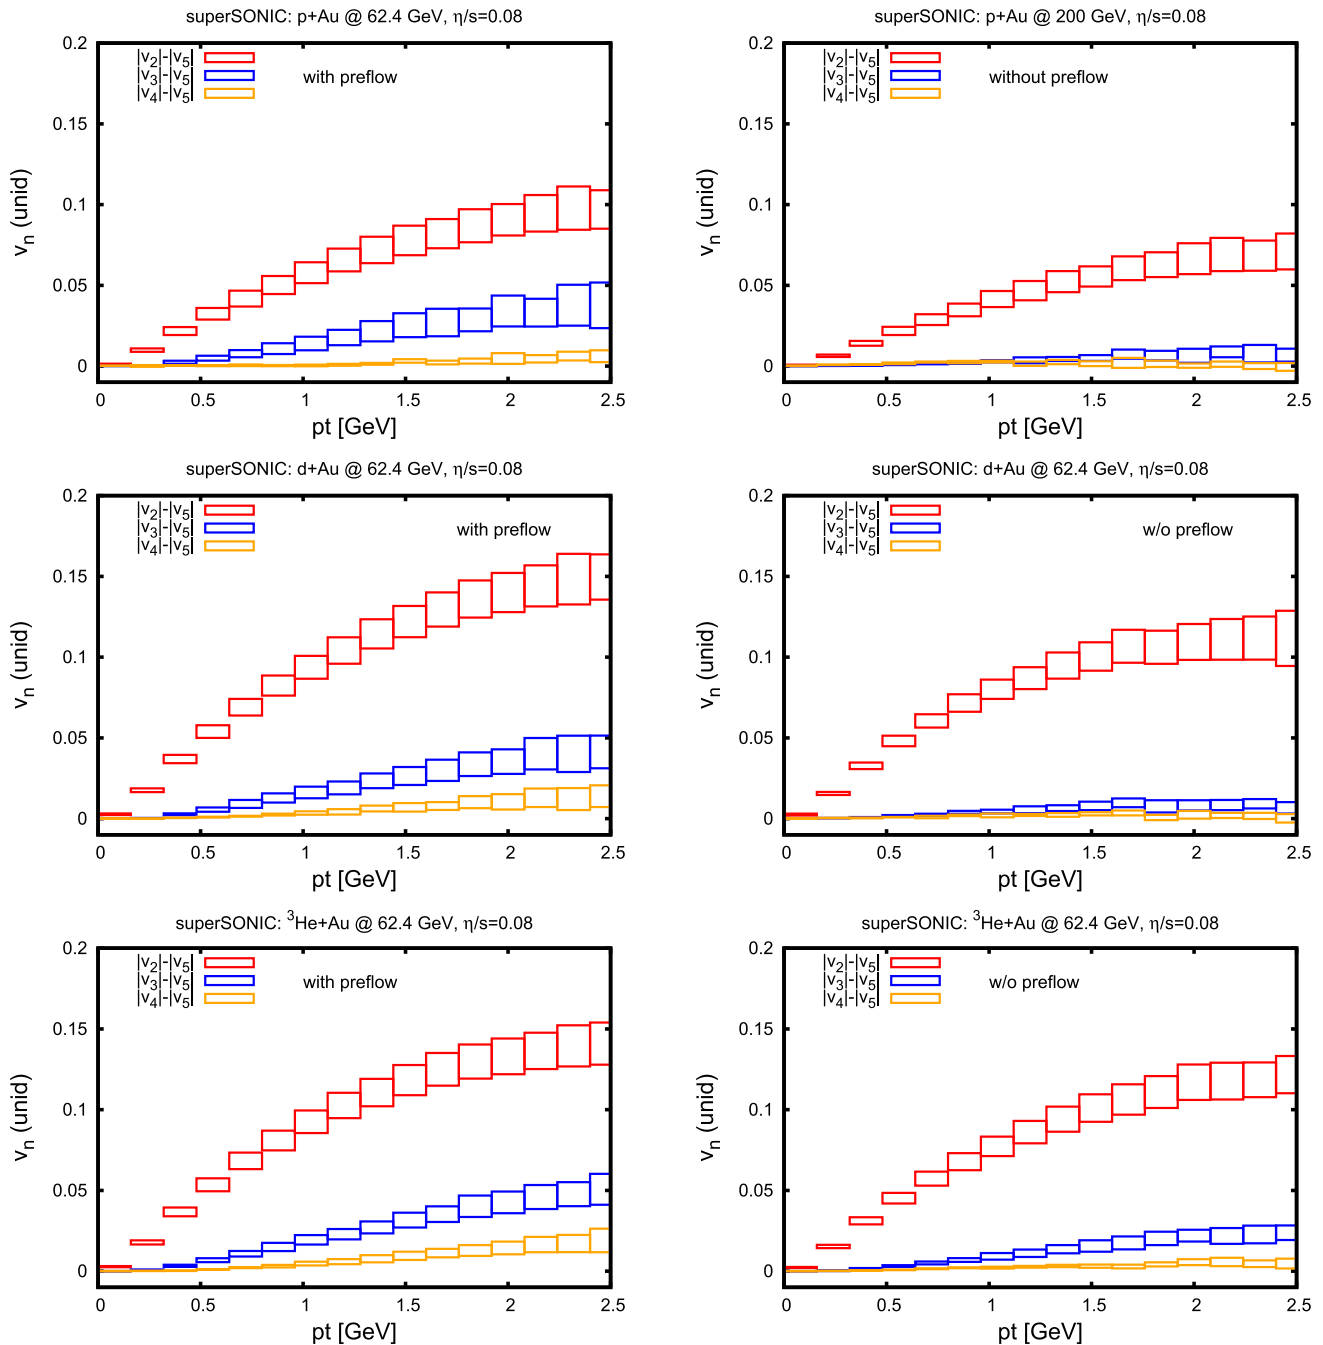 superSONIC: p+Au @ 62.4 GeV, η/s=0.08
0.2
|v2|-|v5|
|v3|-|v5|
|v4|-|v5|
with preflow
0.15
0.1
0.05
0
vn (unid)
0 0.5 1 1.5 2 2.5
pt [GeV]
superSONIC: p+Au @ 200 GeV, η/s=0.08
0.2
|v2|-|v5|
|v3|-|v5|
|v4|-|v5|
without preflow
0.15
0.1
0.05
0
vn (unid)
0 0.5 1 1.5 2 2.5
pt [GeV]
superSONIC: d+Au @ 62.4 GeV, η/s=0.08
0.2
|v2|-|v5|
|v3|-|v5|
|v4|-|v5|
with preflow
0.15
0.1
0.05
0
vn (unid)
0 0.5 1 1.5 2 2.5
pt [GeV]
superSONIC: d+Au @ 62.4 GeV, η/s=0.08
0.2
|v2|-|v5|
|v3|-|v5|
|v4|-|v5|
w/o preflow
0.15
0.1
0.05
0
vn (unid)
0 0.5 1 1.5 2 2.5
pt [GeV]
superSONIC: 3He+Au @ 62.4 GeV, η/s=0.08
0.2
|v2|-|v5|
|v3|-|v5|
|v4|-|v5|
with preflow
0.15
0.1
0.05
0
vn (unid)
0 0.5 1 1.5 2 2.5
pt [GeV]
superSONIC: 3He+Au @ 62.4 GeV, η/s=0.08
0.2
|v2|-|v5|
|v3|-|v5|
|v4|-|v5|
w/o preflow
0.15
0.1
0.05
0
vn (unid)
0 0.5 1 1.5 2 2.5
pt [GeV]